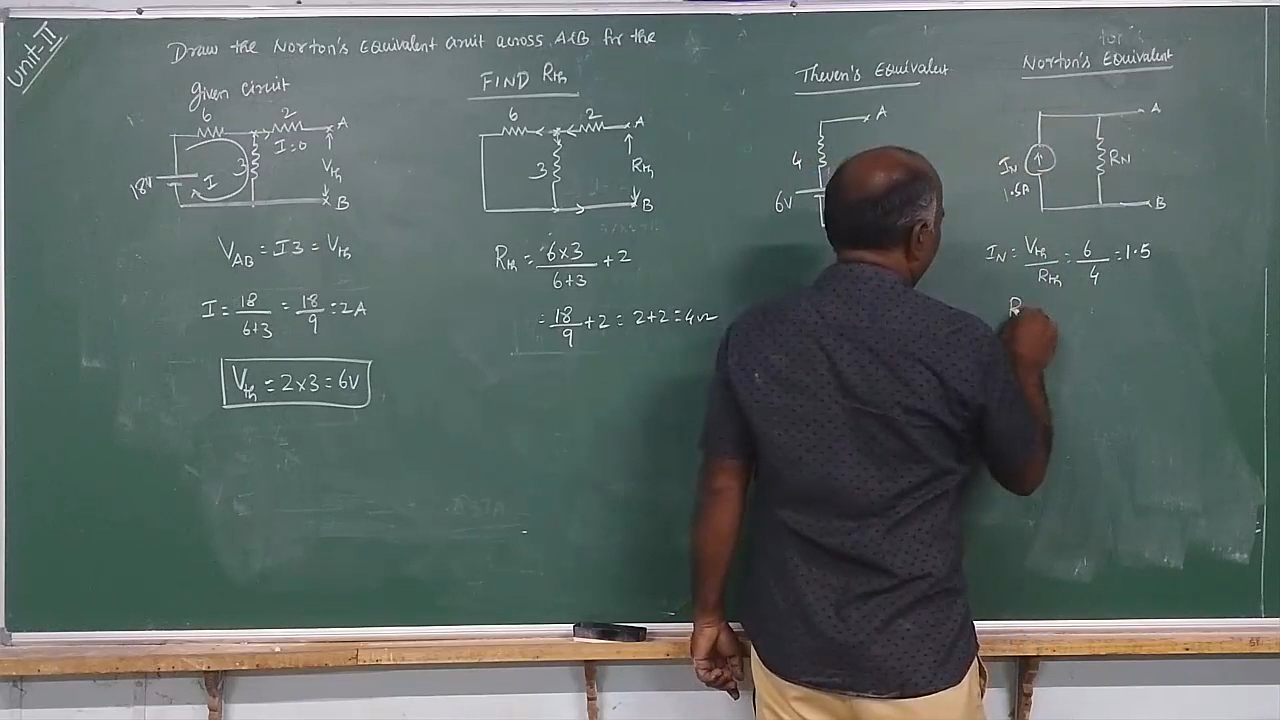 Unit-II
Draw the Norton's Equivalent Circuit across A&B for the
given circuit
6
2
A
I=0
3
Vth
18V
I
B
VAB = I3 = Vth
I = 18/6+3 = 18/9 = 2A
Vth = 2×3 = 6V
FIND Rth
6
2
A
3
Rth
B
Rth = 6×3/6+3 + 2
= 18/9 + 2 = 2+2 = 4Ω
Theven's Equivalent
A
4
6V
Norton's Equivalent
A
IN
1.5A
RN
B
IN = Vth/Rth = 6/4 = 1.5
R